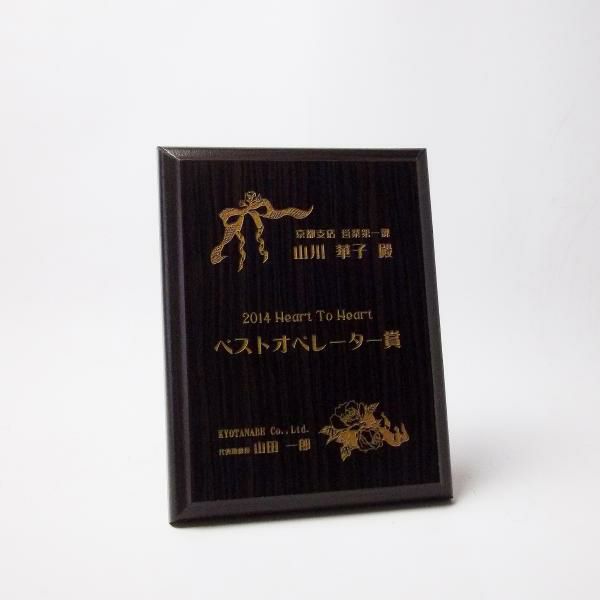 京都支店 営業第一課
山川 華子 殿
2014 Heart To Heart
ベストオペレーター賞
KYOTANABE Co.,Ltd.
代表取締役 山田 一郎